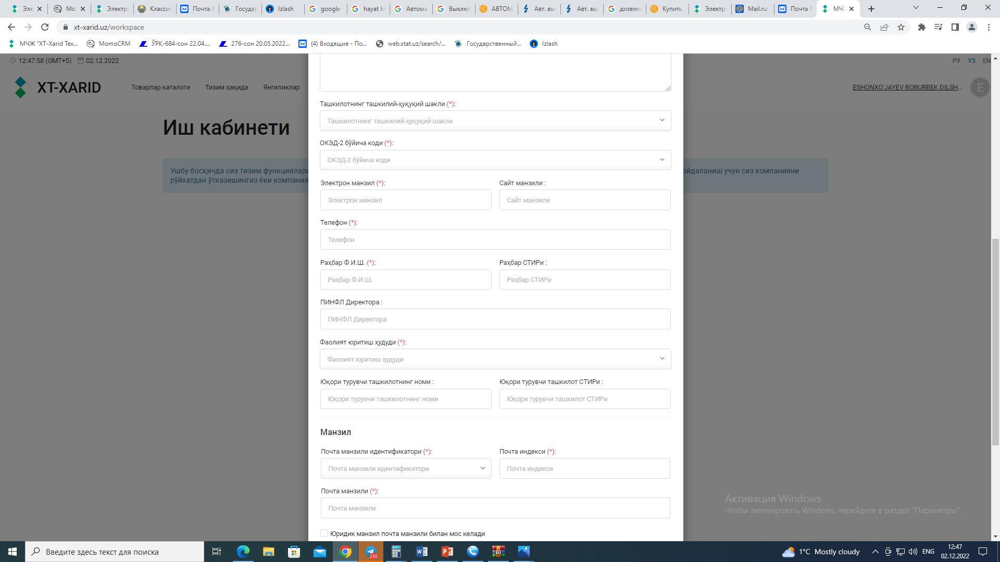 Эле
Mo
Электро
Классис
Почта М
Государ
Izlash
google
hayat k
Автома
Выключ
АВТОМ
Авт. вы
Авт. вы
дизелн
Купить
Электро
Mail.ru:
Почта М
МЧ
xt-xarid.uz/workspace
МЧЖ "XT-Xarid Tex...
MomoCRM
ЎРҚ-684-сон 22.04....
276-сон 20.05.2022...
(4) Входящие - По...
web.stat.uz/search/...
Государственный...
Izlash
12:47:58 (GMT+5) 02.12.2022
РУ УЗ EN
XT-XARID
Товарлар каталоги
Тизим ҳақида
Янгиликлар
ESHONXO'JAYEV BOBURBEK DILSH...
E
Иш кабинети
Ушбу босқичда сиз тизим функциялари
ойдаланиш учун сиз компанияни
рўйхатдан ўтказишингиз ёки компания
Ташкилотнинг ташкилий-ҳуқуқий шакли (*):
Ташкилотнинг ташкилий-ҳуқуқий шакли
ОКЭД-2 бўйича коди (*):
ОКЭД-2 бўйича коди
Электрон манзил (*): Сайт манзили :
Электрон манзил Сайт манзили
Телефон (*):
Телефон
Раҳбар Ф.И.Ш. (*): Раҳбар СТИРи :
Раҳбар Ф.И.Ш. Раҳбар СТИРи
ПИНФЛ Директора :
ПИНФЛ Директора
Фаолият юритиш ҳудуди (*):
Фаолият юритиш ҳудуди
Юқори турувчи ташкилотнинг номи : Юқори турувчи ташкилот СТИРи :
Юқори турувчи ташкилотнинг номи Юқори турувчи ташкилот СТИРи
Манзил
Почта манзили идентификатори (*): Почта индекси (*):
Почта манзили идентификатори Почта индекси
Почта манзили (*):
Почта манзили
Юридик манзил почта манзили билан мос келади
Активация Windows
Чтобы активировать Windows, перейдите в раздел "Параметры".
Введите здесь текст для поиска
250
1°C Mostly cloudy
ENG
12:47
02.12.2022